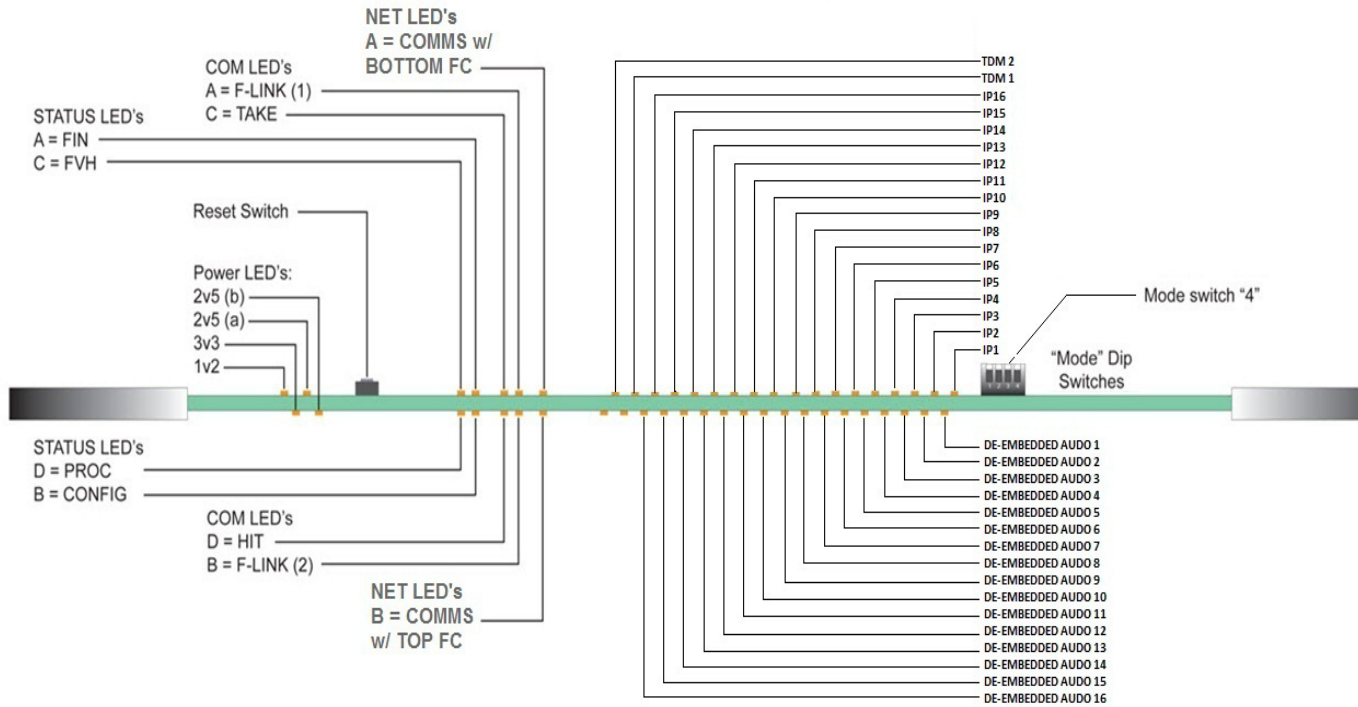 NET LED's
A = COMMS w/
BOTTOM FC
COM LED's
A = F-LINK (1)
C = TAKE
STATUS LED's
A = FIN
C = FVH
Reset Switch
Power LED's:
2v5 (b)
2v5 (a)
3v3
1v2
TDM 2
TDM 1
IP16
IP15
IP14
IP13
IP12
IP11
IP10
IP9
IP8
IP7
IP6
IP5
IP4
IP3
IP2
IP1
Mode switch “4”
“Mode” Dip
Switches
1 2 3 4
STATUS LED's
D = PROC
B = CONFIG
COM LED's
D = HIT
B = F-LINK (2)
NET LED's
B = COMMS
w/ TOP FC
DE-EMBEDDED AUDO 1
DE-EMBEDDED AUDO 2
DE-EMBEDDED AUDO 3
DE-EMBEDDED AUDO 4
DE-EMBEDDED AUDO 5
DE-EMBEDDED AUDO 6
DE-EMBEDDED AUDO 7
DE-EMBEDDED AUDO 8
DE-EMBEDDED AUDO 9
DE-EMBEDDED AUDO 10
DE-EMBEDDED AUDO 11
DE-EMBEDDED AUDO 12
DE-EMBEDDED AUDO 13
DE-EMBEDDED AUDO 14
DE-EMBEDDED AUDO 15
DE-EMBEDDED AUDO 16